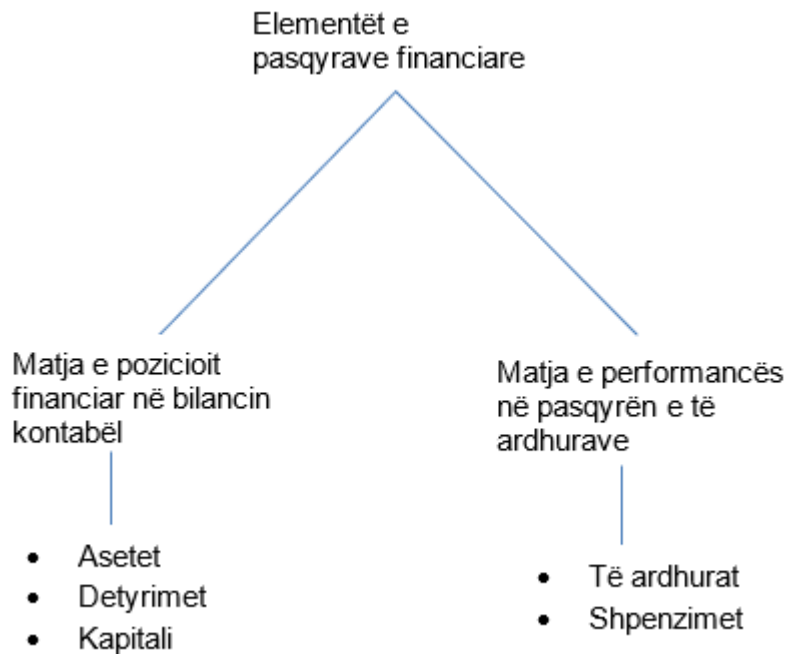 Elementët e
pasqyrave financiare
Matja e pozicioit
financiar në bilancin
kontabël
• Asetet
• Detyrimet
• Kapitali
Matja e performancës
në pasqyrën e të
ardhurave
• Të ardhurat
• Shpenzimet